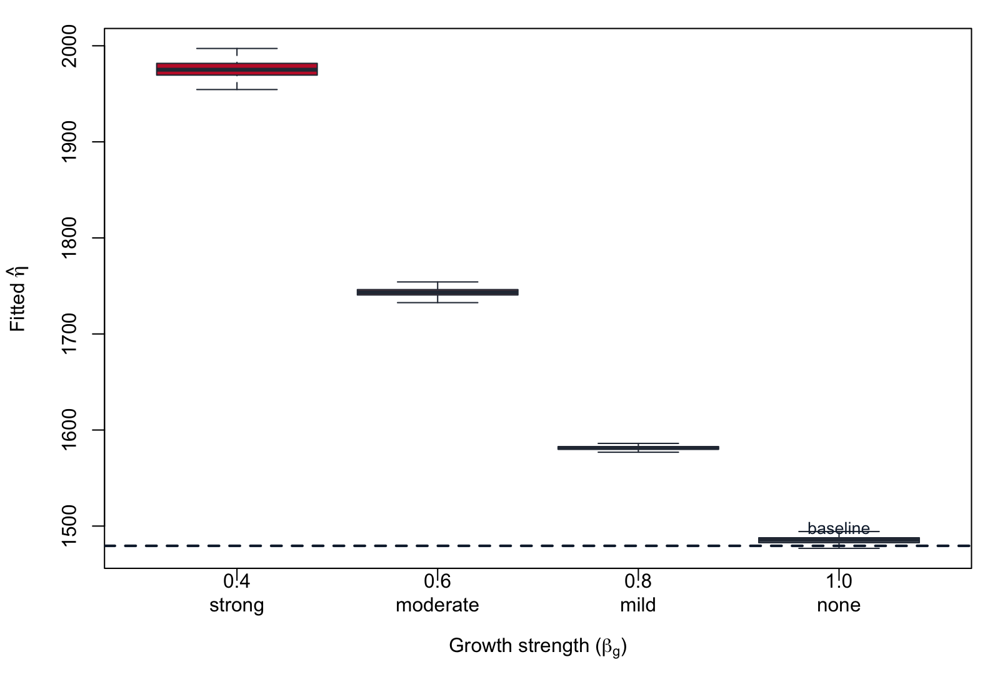 2000
1900
1800
1700
1600
1500
Fitted η̂
baseline
0.4 0.6 0.8 1.0
strong moderate mild none
Growth strength (βg)